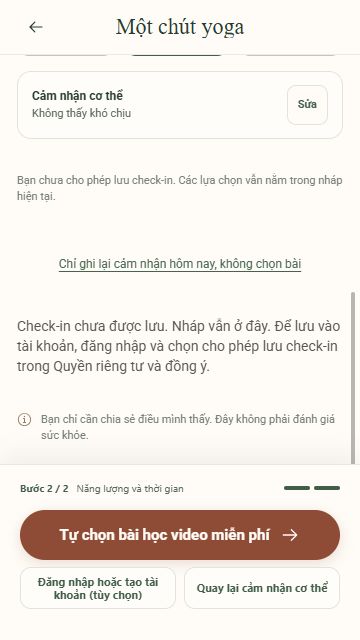 Một chút yoga
Cảm nhận cơ thể
Không thấy khó chịu
Sửa
Bạn chưa cho phép lưu check-in. Các lựa chọn vẫn nằm trong nháp
hiện tại.
Chỉ ghi lại cảm nhận hôm nay, không chọn bài
Check-in chưa được lưu. Nháp vẫn ở đây. Để lưu vào
tài khoản, đăng nhập và chọn cho phép lưu check-in
trong Quyền riêng tư và đồng ý.
Bạn chỉ cần chia sẻ điều mình thấy. Đây không phải đánh giá
sức khỏe.
Bước 2 / 2 Năng lượng và thời gian
Tự chọn bài học video miễn phí
Đăng nhập hoặc tạo tài
khoản (tùy chọn)
Quay lại cảm nhận cơ thể